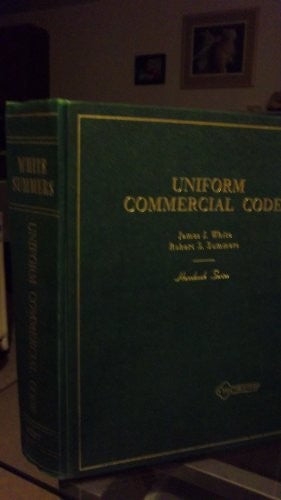 WHITE
SUMMERS
UNIFORM COMMERCIAL CODE
UNIFORM
COMMERCIAL CODE
James J. White
Robert S. Summers
Hornbook Series